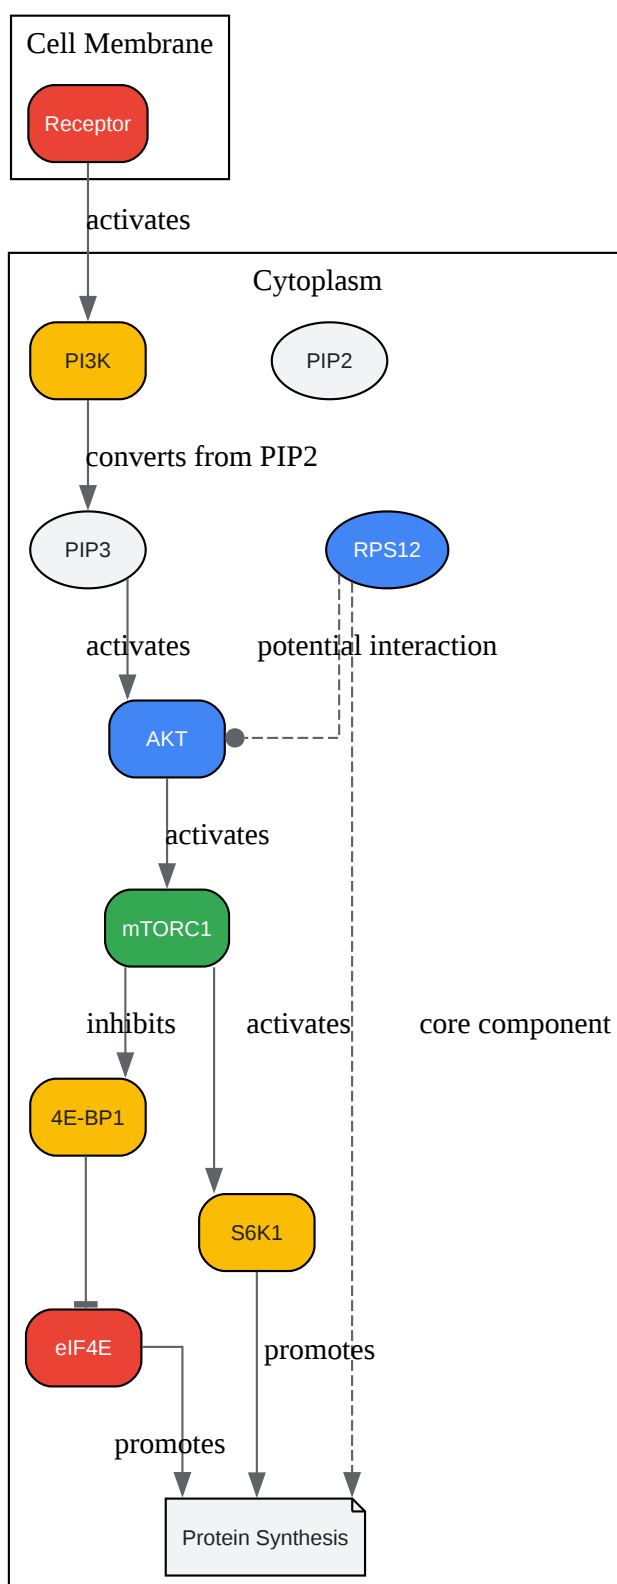 Cell Membrane
Receptor
activates
Cytoplasm
PI3K
PIP2
converts from PIP2
PIP3
RPS12
activates
potential interaction
AKT
activates
mTORC1
inhibits
activates
core component
4E-BP1
S6K1
eIF4E
promotes
promotes
Protein Synthesis